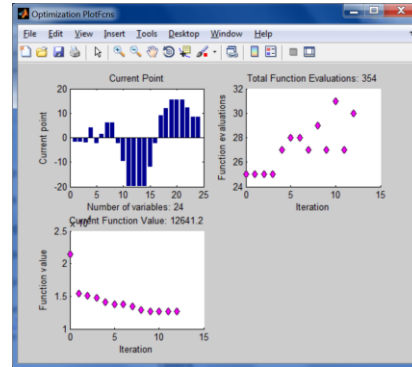 Optimization PlotFcns
File Edit View Insert Tools Desktop Window Help
Current Point
20
10
0
-10
-20
Current point
0 5 10 15 20 25
Number of variables: 24
Total Function Evaluations: 354
32
30
28
26
24
Function evaluations
0 5 10 15
Iteration
x 10^4
Current Function Value: 12641.2
2.5
2
1.5
1
Function value
0 5 10 15
Iteration